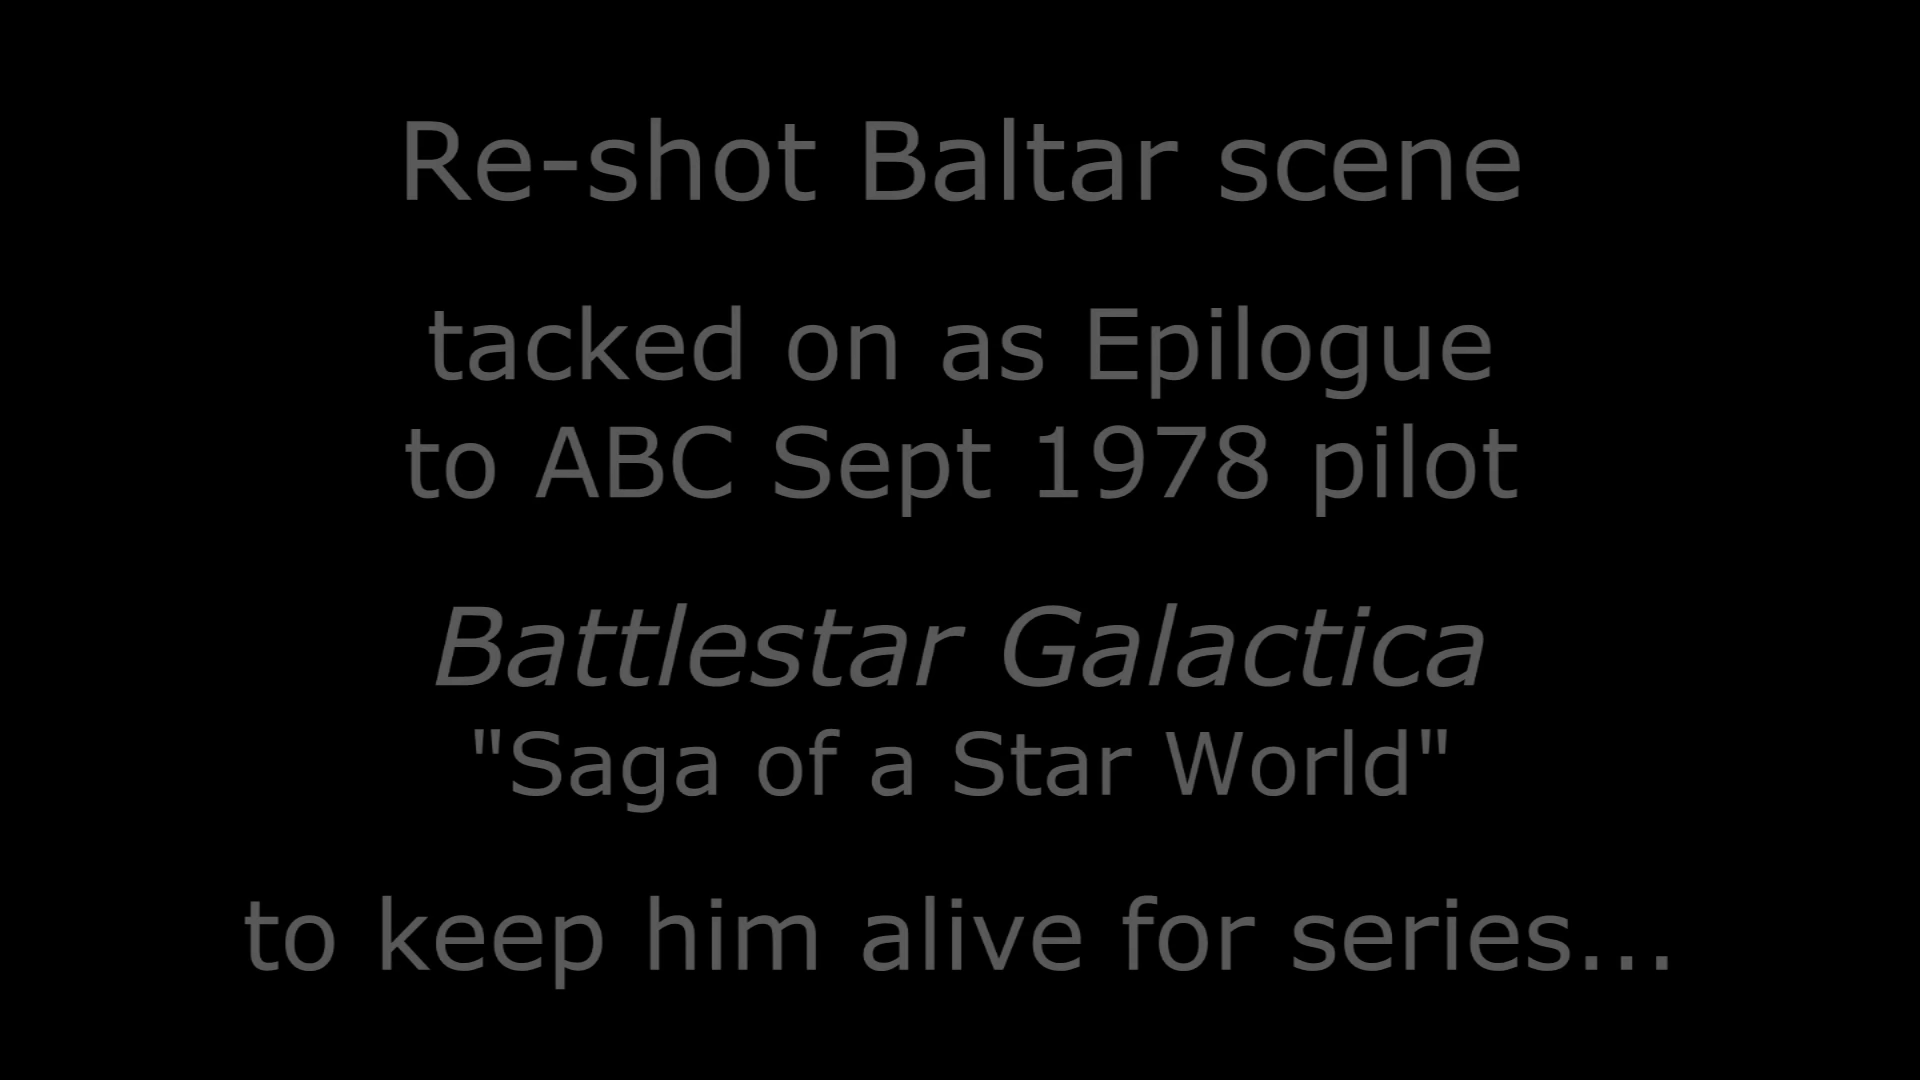 Re-shot Baltar scene
tacked on as Epilogue
to ABC Sept 1978 pilot
Battlestar Galactica
"Saga of a Star World"
to keep him alive for series...